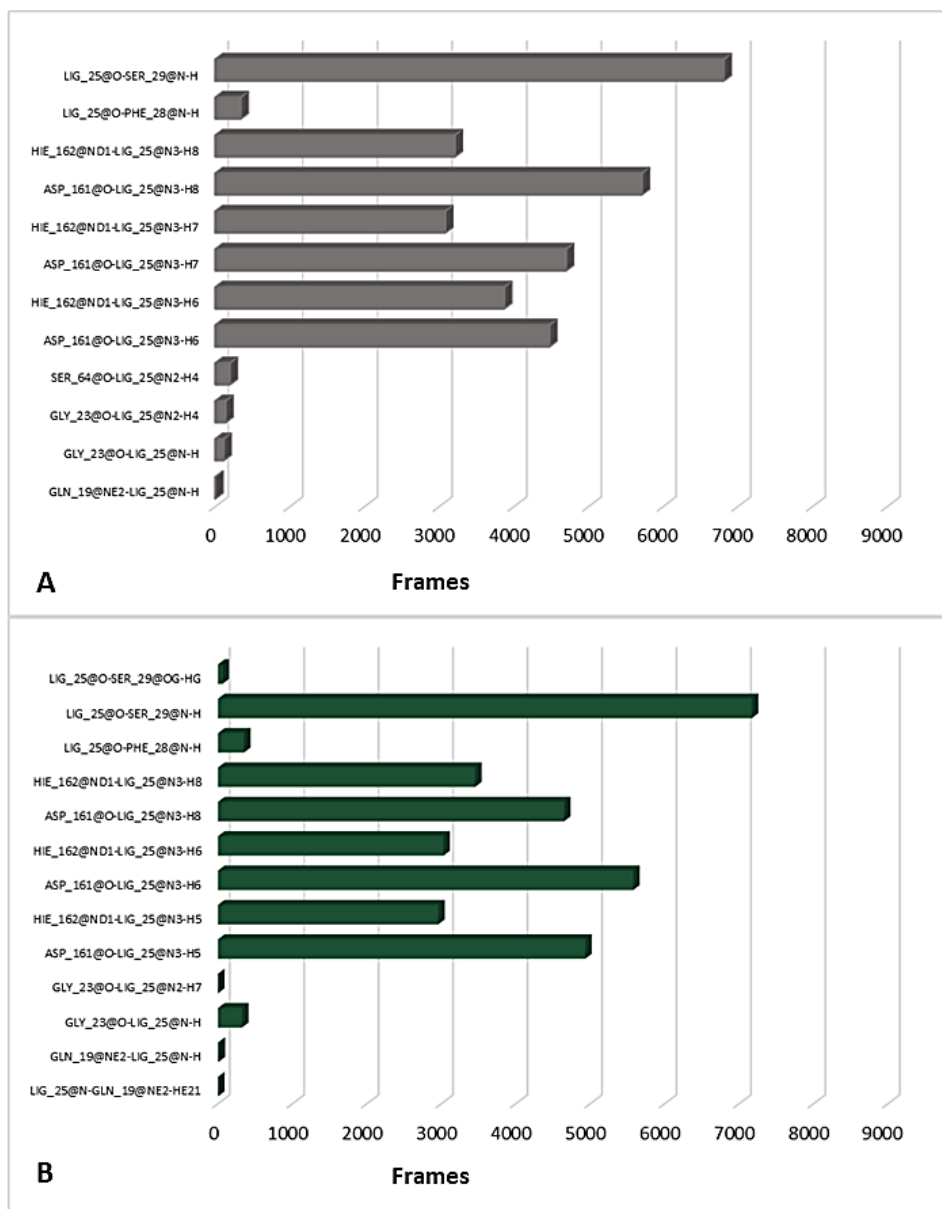 LIG_25@O-SER_29@N-H
LIG_25@O-PHE_28@N-H
HIE_162@ND1-LIG_25@N3-H8
ASP_161@O-LIG_25@N3-H8
HIE_162@ND1-LIG_25@N3-H7
ASP_161@O-LIG_25@N3-H7
HIE_162@ND1-LIG_25@N3-H6
ASP_161@O-LIG_25@N3-H6
SER_64@O-LIG_25@N2-H4
GLY_23@O-LIG_25@N2-H4
GLY_23@O-LIG_25@N-H
GLN_19@NE2-LIG_25@N-H
0 1000 2000 3000 4000 5000 6000 7000 8000 9000
A Frames
LIG_25@O-SER_29@OG-HG
LIG_25@O-SER_29@N-H
LIG_25@O-PHE_28@N-H
HIE_162@ND1-LIG_25@N3-H8
ASP_161@O-LIG_25@N3-H8
HIE_162@ND1-LIG_25@N3-H6
ASP_161@O-LIG_25@N3-H6
HIE_162@ND1-LIG_25@N3-H5
ASP_161@O-LIG_25@N3-H5
GLY_23@O-LIG_25@N2-H7
GLY_23@O-LIG_25@N-H
GLN_19@NE2-LIG_25@N-H
LIG_25@N-GLN_19@NE2-HE21
0 1000 2000 3000 4000 5000 6000 7000 8000 9000
B Frames